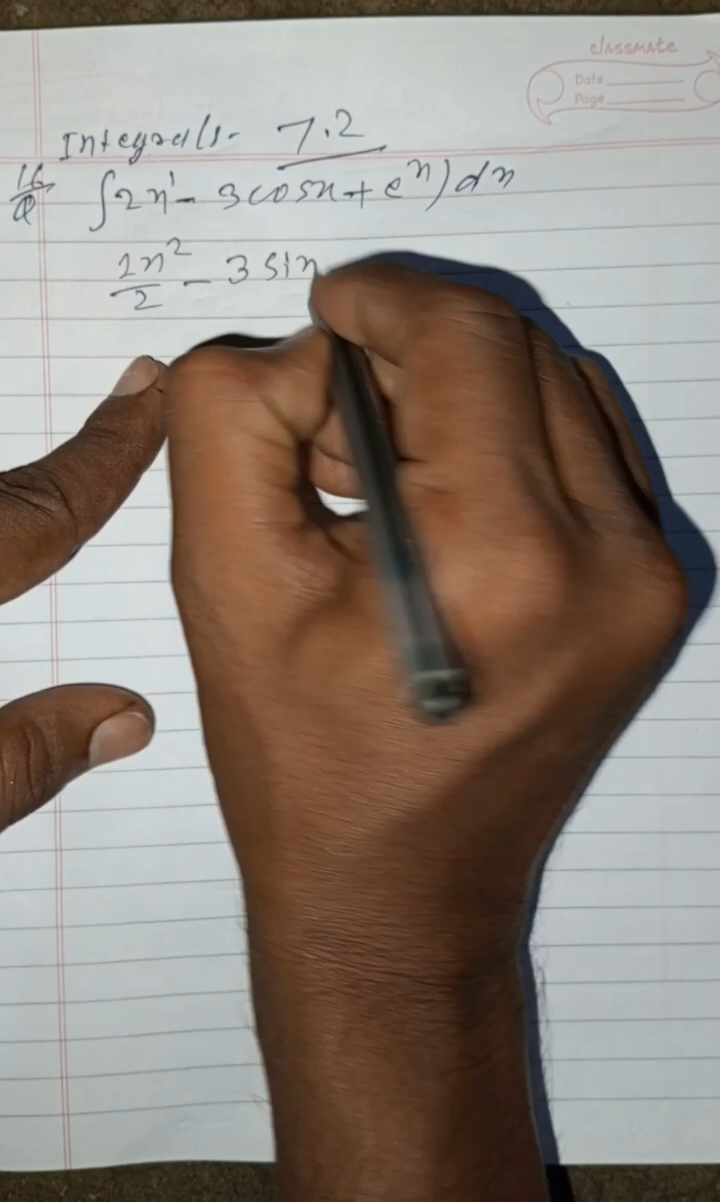 classmate
Date
Page
Integrals. 7.2
16/Q ∫2x¹ - 3cosx + eˣ) dx
2x²/2 - 3 sin